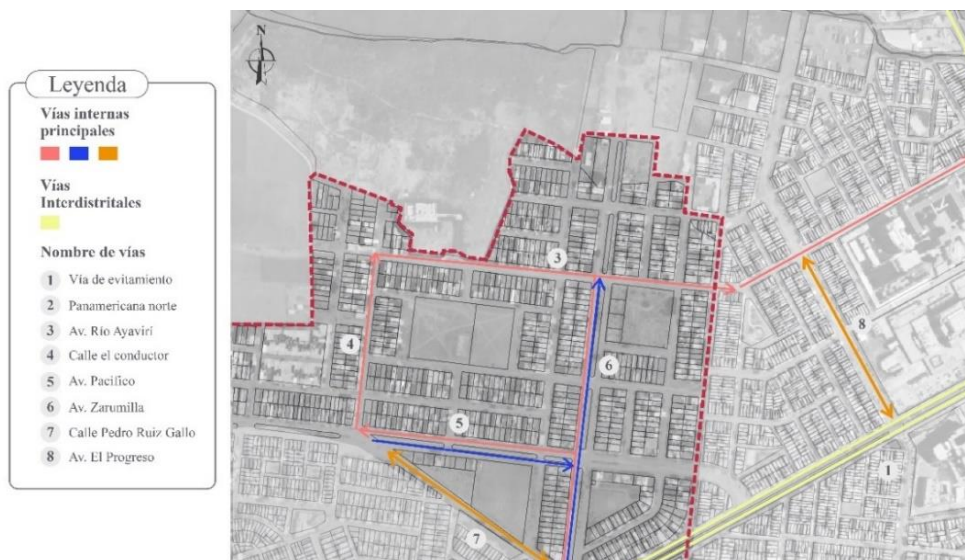 Leyenda
Vías internas
principales
Vías
Interdistritales
Nombre de vías
1 Vía de evitamiento
2 Panamericana norte
3 Av. Río Ayavirí
4 Calle el conductor
5 Av. Pacífico
6 Av. Zarumilla
7 Calle Pedro Ruiz Gallo
8 Av. El Progreso
N
3
4
8
6
5
1
7